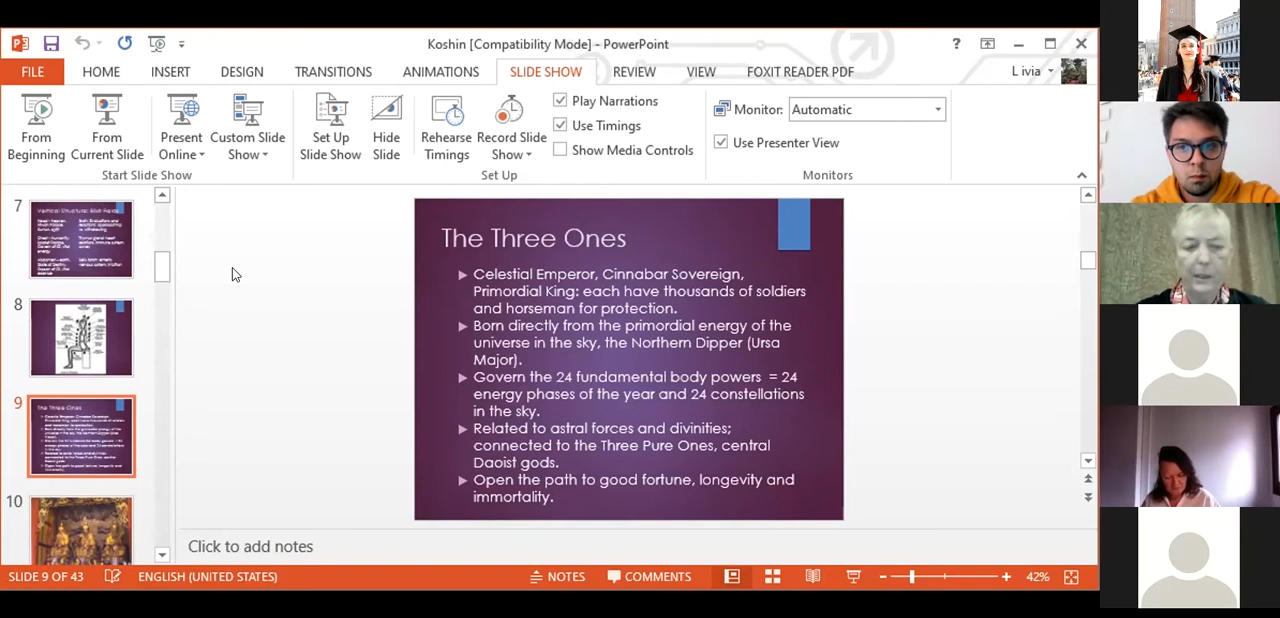 Koshin [Compatibility Mode] - PowerPoint
?
FILE HOME INSERT DESIGN TRANSITIONS ANIMATIONS SLIDE SHOW REVIEW VIEW FOXIT READER PDF L ivia
From Beginning
From Current Slide
Present Online
Custom Slide Show
Start Slide Show
Set Up Slide Show
Hide Slide
Rehearse Timings
Record Slide Show
Play Narrations
Use Timings
Show Media Controls
Set Up
Monitor: Automatic
Use Presenter View
Monitors
7
8
9
The Three Ones
10
The Three Ones
Celestial Emperor, Cinnabar Sovereign,
Primordial King: each have thousands of soldiers
and horseman for protection.
Born directly from the primordial energy of the
universe in the sky, the Northern Dipper (Ursa
Major).
Govern the 24 fundamental body powers = 24
energy phases of the year and 24 constellations
in the sky.
Related to astral forces and divinities;
connected to the Three Pure Ones, central
Daoist gods.
Open the path to good fortune, longevity and
immortality.
Click to add notes
SLIDE 9 OF 43 ENGLISH (UNITED STATES) NOTES COMMENTS 42%